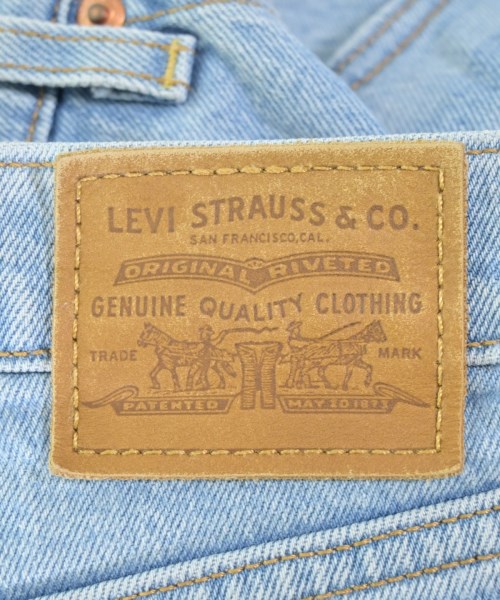 LEVI STRAUSS & CO.
SAN FRANCISCO, CAL.
ORIGINAL RIVETED
GENUINE QUALITY CLOTHING
TRADE MARK
PATENTED MAY 20 1873